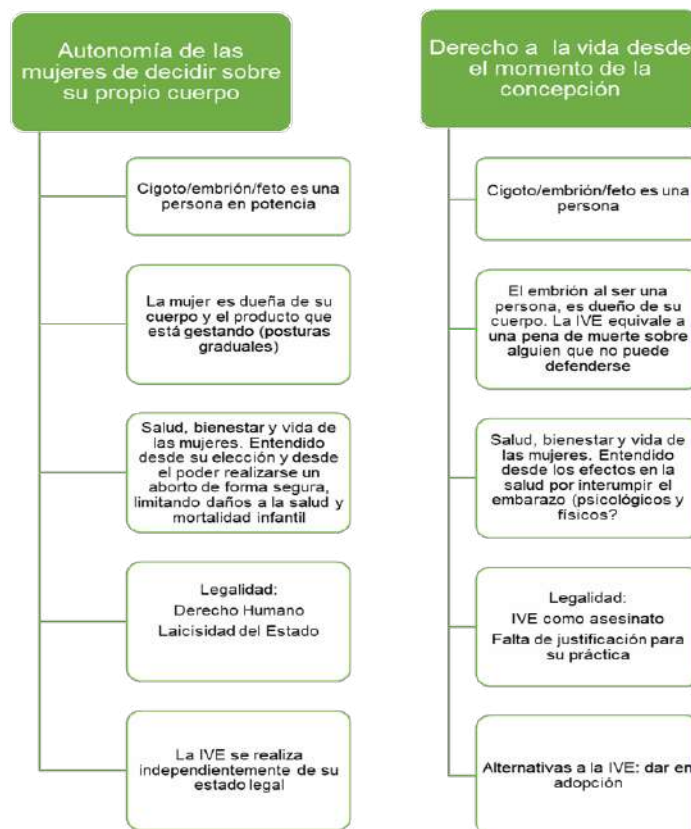 Autonomía de las
mujeres de decidir sobre
su propio cuerpo
Cigoto/embrión/feto es una
persona en potencia
La mujer es dueña de su
cuerpo y el producto que
está gestando (posturas
graduales)
Salud, bienestar y vida de
las mujeres. Entendido
desde su elección y desde
el poder realizarse un
aborto de forma segura,
limitando daños a la salud y
mortalidad infantil
Legalidad:
Derecho Humano
Laicisidad del Estado
La IVE se realiza
independientemente de su
estado legal
Derecho a la vida desde
el momento de la
concepción
Cigoto/embrión/feto es una
persona
El embrión al ser una
persona, es dueño de su
cuerpo. La IVE equivale a
una pena de muerte sobre
alguien que no puede
defenderse
Salud, bienestar y vida de
las mujeres. Entendido
desde los efectos en la
salud por interumpir el
embarazo (psicológicos y
físicos?
Legalidad:
IVE como asesinato
Falta de justificación para
su práctica
Alternativas a la IVE: dar en
adopción